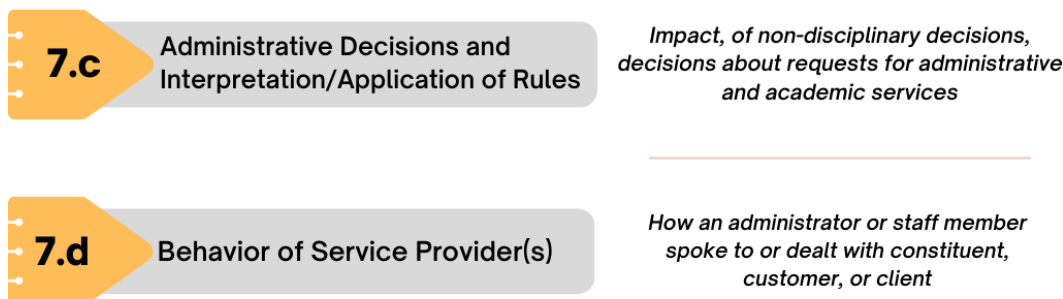 7.c
Administrative Decisions and
Interpretation/Application of Rules
Impact, of non-disciplinary decisions,
decisions about requests for administrative
and academic services
7.d
Behavior of Service Provider(s)
How an administrator or staff member
spoke to or dealt with constituent,
customer, or client